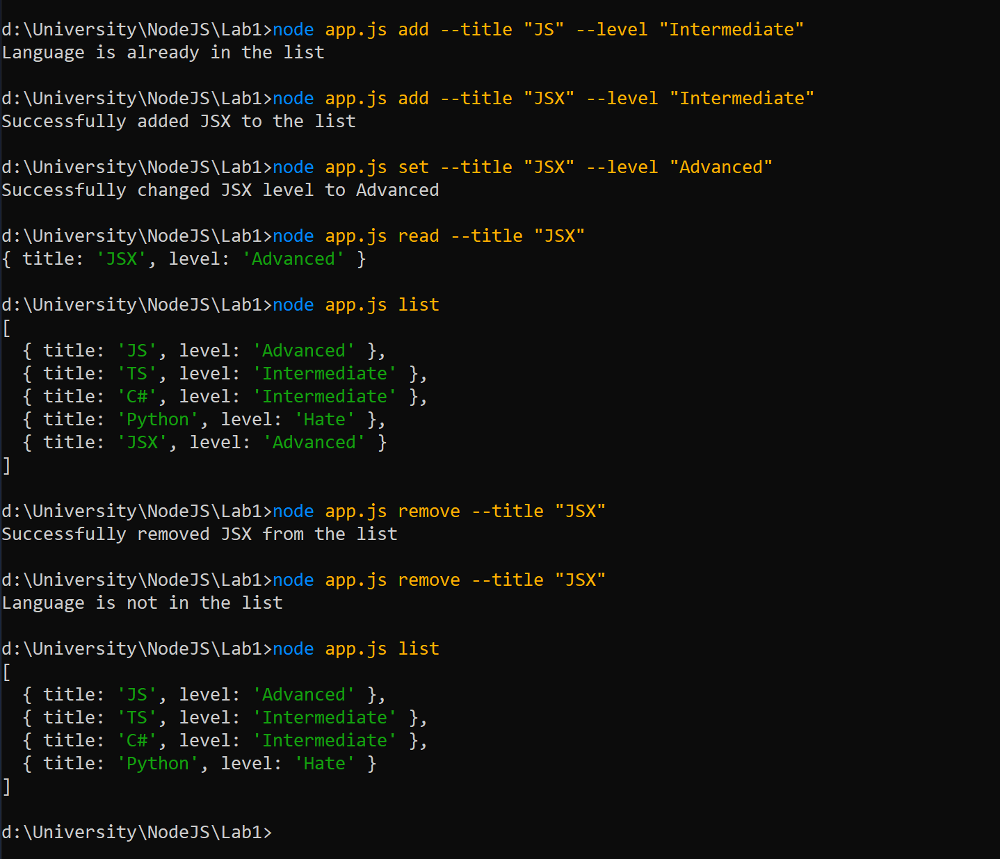 d:\University\NodeJS\Lab1>node app.js add --title "JS" --level "Intermediate"
Language is already in the list
d:\University\NodeJS\Lab1>node app.js add --title "JSX" --level "Intermediate"
Successfully added JSX to the list
d:\University\NodeJS\Lab1>node app.js set --title "JSX" --level "Advanced"
Successfully changed JSX level to Advanced
d:\University\NodeJS\Lab1>node app.js read --title "JSX"
{ title: 'JSX', level: 'Advanced' }
d:\University\NodeJS\Lab1>node app.js list
[
  { title: 'JS', level: 'Advanced' },
  { title: 'TS', level: 'Intermediate' },
  { title: 'C#', level: 'Intermediate' },
  { title: 'Python', level: 'Hate' },
  { title: 'JSX', level: 'Advanced' }
]
d:\University\NodeJS\Lab1>node app.js remove --title "JSX"
Successfully removed JSX from the list
d:\University\NodeJS\Lab1>node app.js remove --title "JSX"
Language is not in the list
d:\University\NodeJS\Lab1>node app.js list
[
  { title: 'JS', level: 'Advanced' },
  { title: 'TS', level: 'Intermediate' },
  { title: 'C#', level: 'Intermediate' },
  { title: 'Python', level: 'Hate' }
]
d:\University\NodeJS\Lab1>